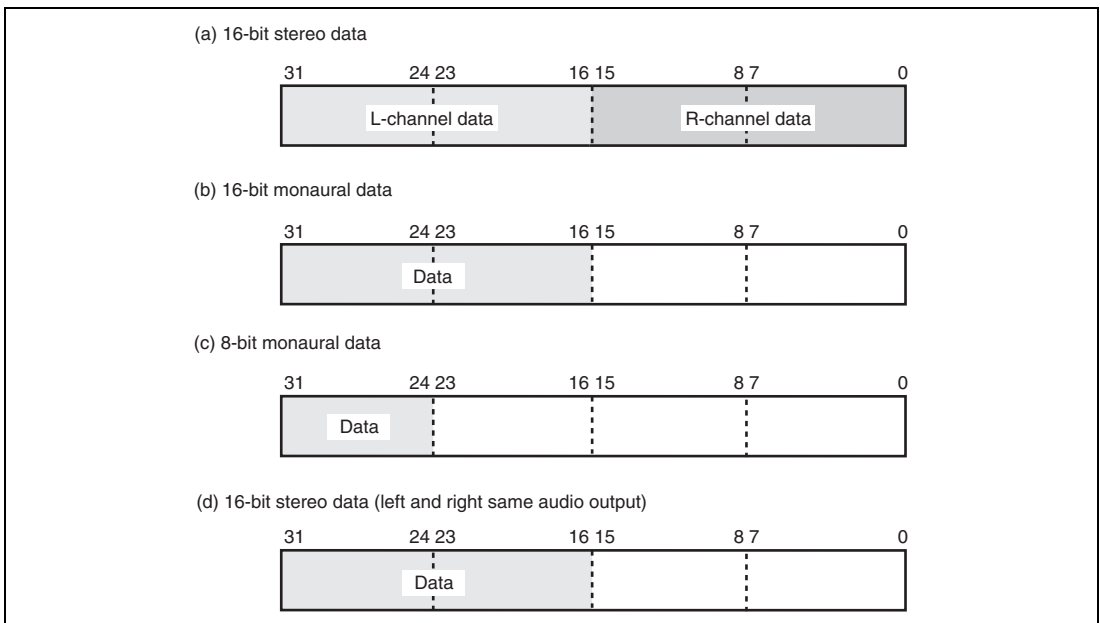 (a) 16-bit stereo data
31 24 23 16 15 8 7 0
L-channel data R-channel data
(b) 16-bit monaural data
31 24 23 16 15 8 7 0
Data
(c) 8-bit monaural data
31 24 23 16 15 8 7 0
Data
(d) 16-bit stereo data (left and right same audio output)
31 24 23 16 15 8 7 0
Data